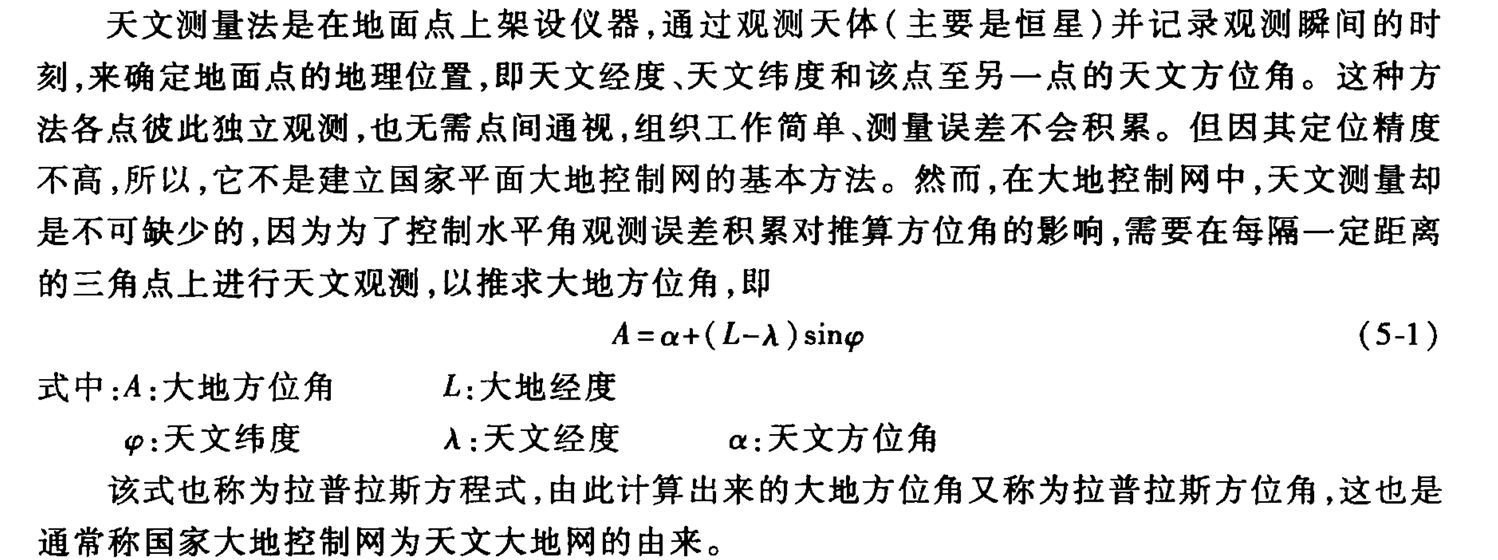 天文测量法是在地面点上架设仪器,通过观测天体(主要是恒星)并记录观测瞬间的时
刻,来确定地面点的地理位置,即天文经度、天文纬度和该点至另一点的天文方位角。这种方
法各点彼此独立观测,也无需点间通视,组织工作简单、测量误差不会积累。但因其定位精度
不高,所以,它不是建立国家平面大地控制网的基本方法。然而,在大地控制网中,天文测量却
是不可缺少的,因为为了控制水平角观测误差积累对推算方位角的影响,需要在每隔一定距离
的三角点上进行天文观测,以推求大地方位角,即
A=α+(L-λ)sinφ (5-1)
式中:A:大地方位角 L:大地经度
φ:天文纬度 λ:天文经度 α:天文方位角
该式也称为拉普拉斯方程式,由此计算出来的大地方位角又称为拉普拉斯方位角,这也是
通常称国家大地控制网为天文大地网的由来。